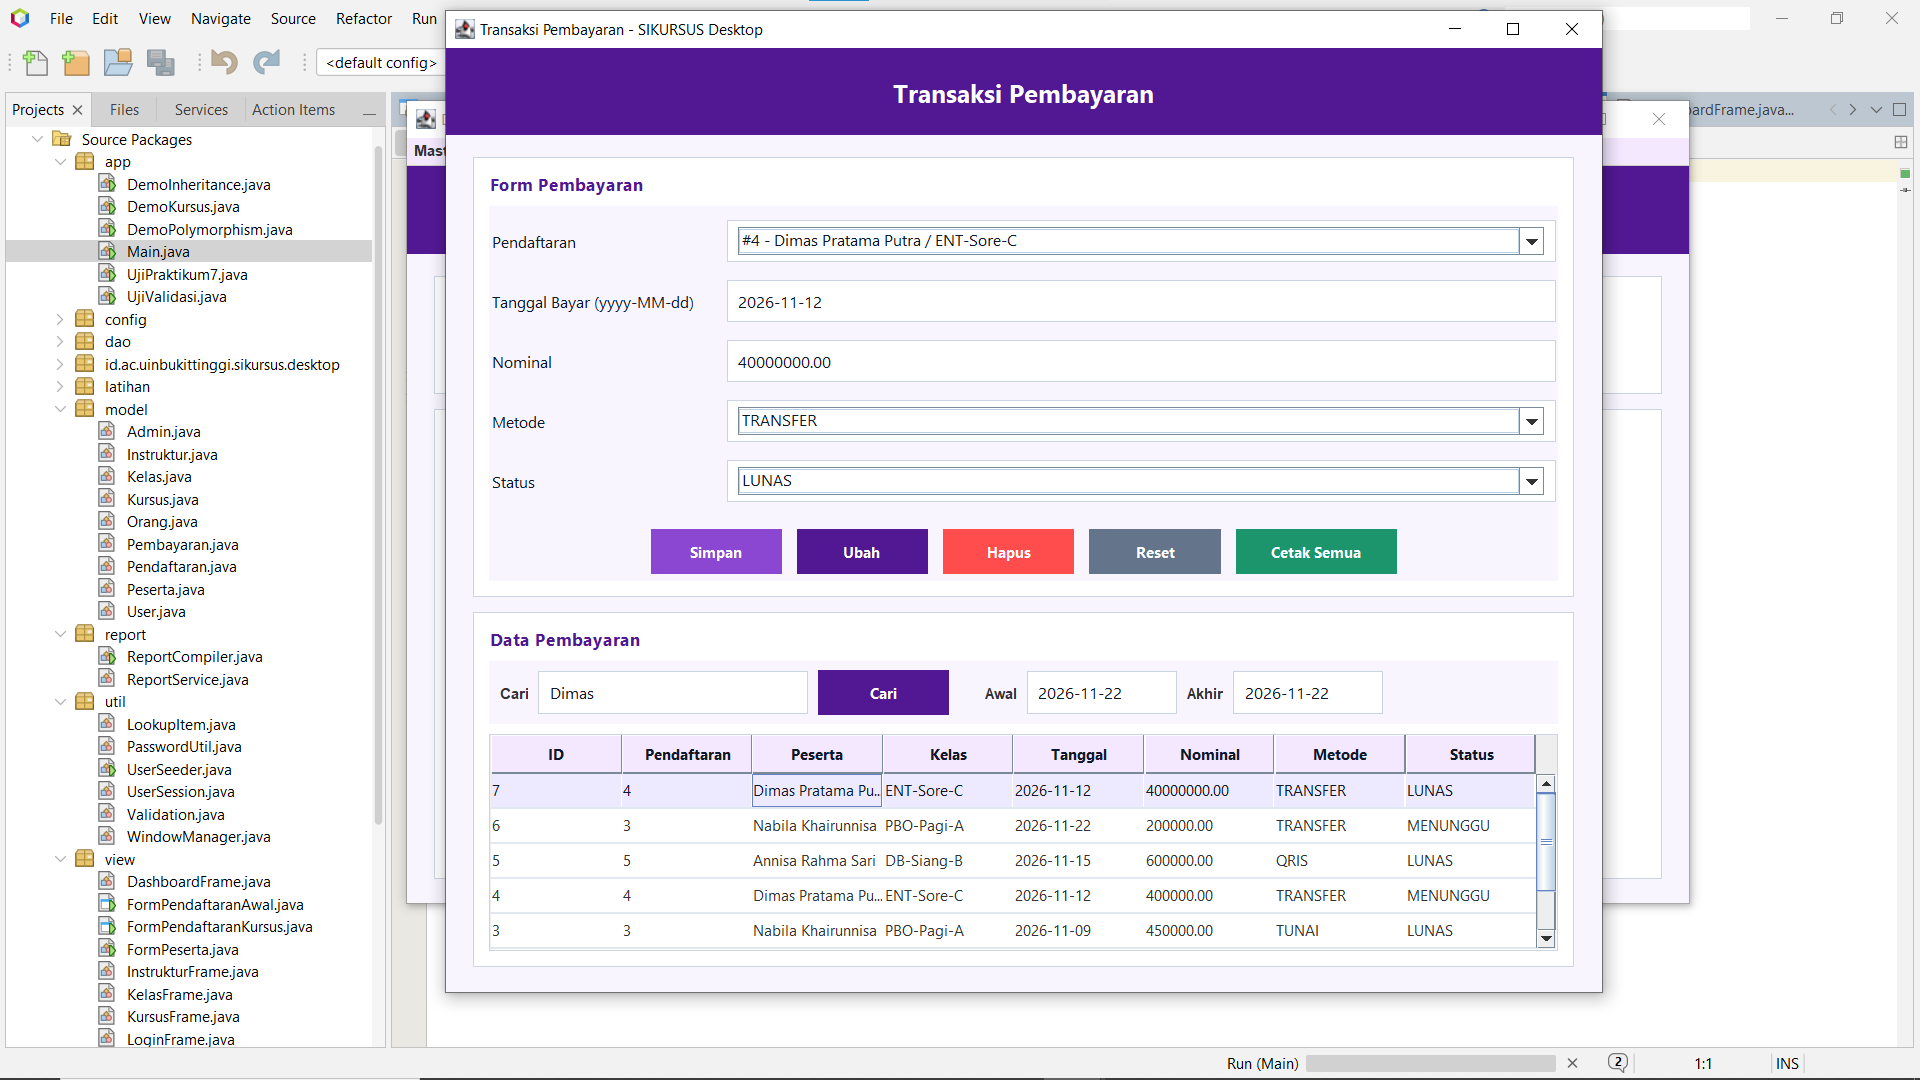 File Edit View Navigate Source Refactor Run
<default config>
Projects Files Services Action Items
Source Packages
app
DemoInheritance.java
DemoKursus.java
DemoPolymorphism.java
Main.java
UjiPraktikum7.java
UjiValidasi.java
config
dao
id.ac.uinbukittinggi.sikursus.desktop
latihan
model
Admin.java
Instruktur.java
Kelas.java
Kursus.java
Orang.java
Pembayaran.java
Pendaftaran.java
Peserta.java
User.java
report
ReportCompiler.java
ReportService.java
util
LookupItem.java
PasswordUtil.java
UserSeeder.java
UserSession.java
Validation.java
WindowManager.java
view
DashboardFrame.java
FormPendaftaranAwal.java
FormPendaftaranKursus.java
FormPeserta.java
InstrukturFrame.java
KelasFrame.java
KursusFrame.java
LoginFrame.java
Mast
ardFrame.java...
Transaksi Pembayaran - SIKURSUS Desktop
Transaksi Pembayaran
Form Pembayaran
Pendaftaran #4 - Dimas Pratama Putra / ENT-Sore-C
Tanggal Bayar (yyyy-MM-dd) 2026-11-12
Nominal 40000000.00
Metode TRANSFER
Status LUNAS
Simpan Ubah Hapus Reset Cetak Semua
Data Pembayaran
Cari Dimas Cari Awal 2026-11-22 Akhir 2026-11-22
ID Pendaftaran Peserta Kelas Tanggal Nominal Metode Status
7 4 Dimas Pratama Pu... ENT-Sore-C 2026-11-12 40000000.00 TRANSFER LUNAS
6 3 Nabila Khairunnisa PBO-Pagi-A 2026-11-22 200000.00 TRANSFER MENUNGGU
5 5 Annisa Rahma Sari DB-Siang-B 2026-11-15 600000.00 QRIS LUNAS
4 4 Dimas Pratama Pu... ENT-Sore-C 2026-11-12 400000.00 TRANSFER MENUNGGU
3 3 Nabila Khairunnisa PBO-Pagi-A 2026-11-09 450000.00 TUNAI LUNAS
Run (Main) 2 1:1 INS